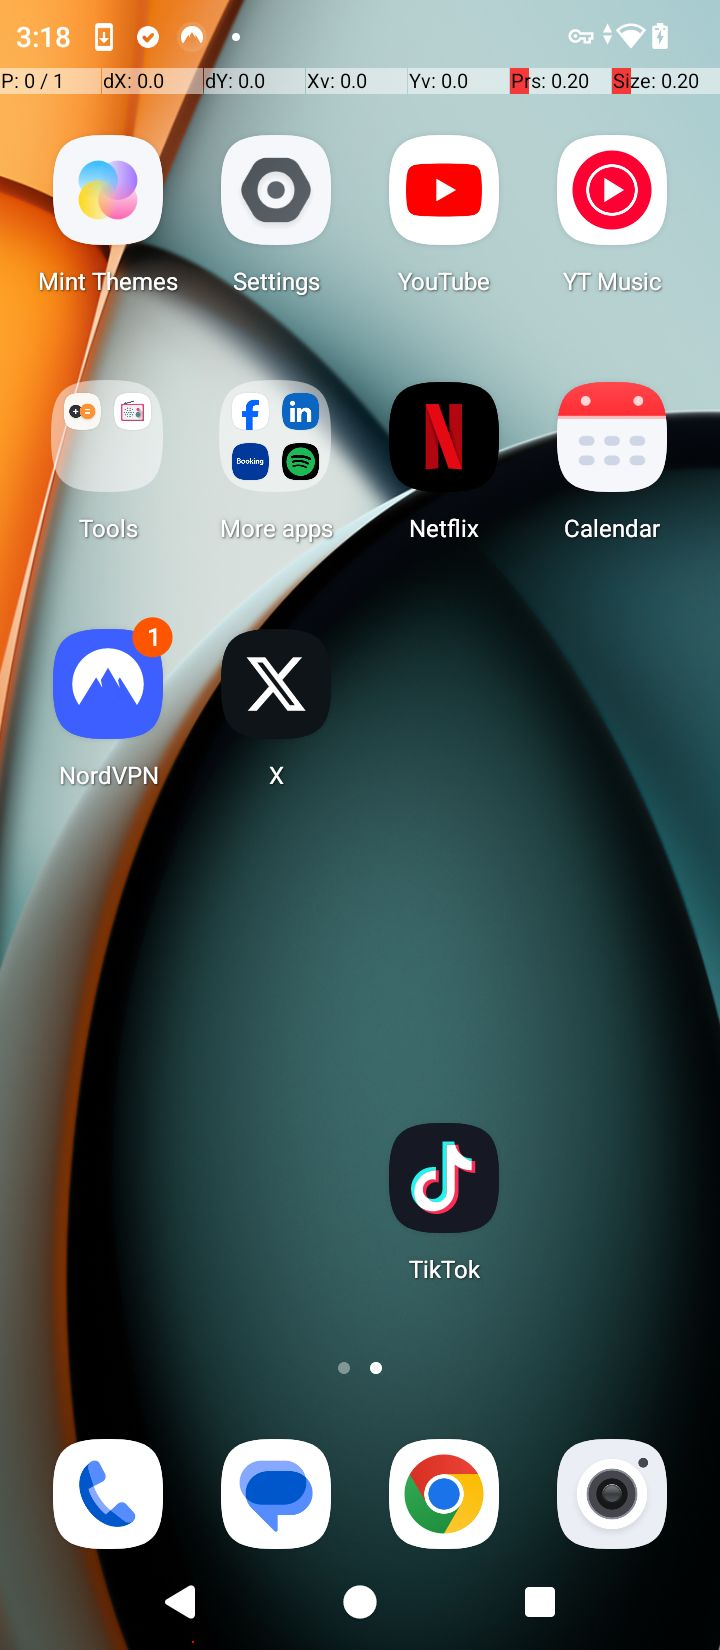 3:18
P: 0 / 1 dX: 0.0 dY: 0.0 Xv: 0.0 Yv: 0.0 Prs: 0.20 Size: 0.20
Mint Themes Settings YouTube YT Music
Booking
Tools More apps Netflix Calendar
1
NordVPN X
TikTok